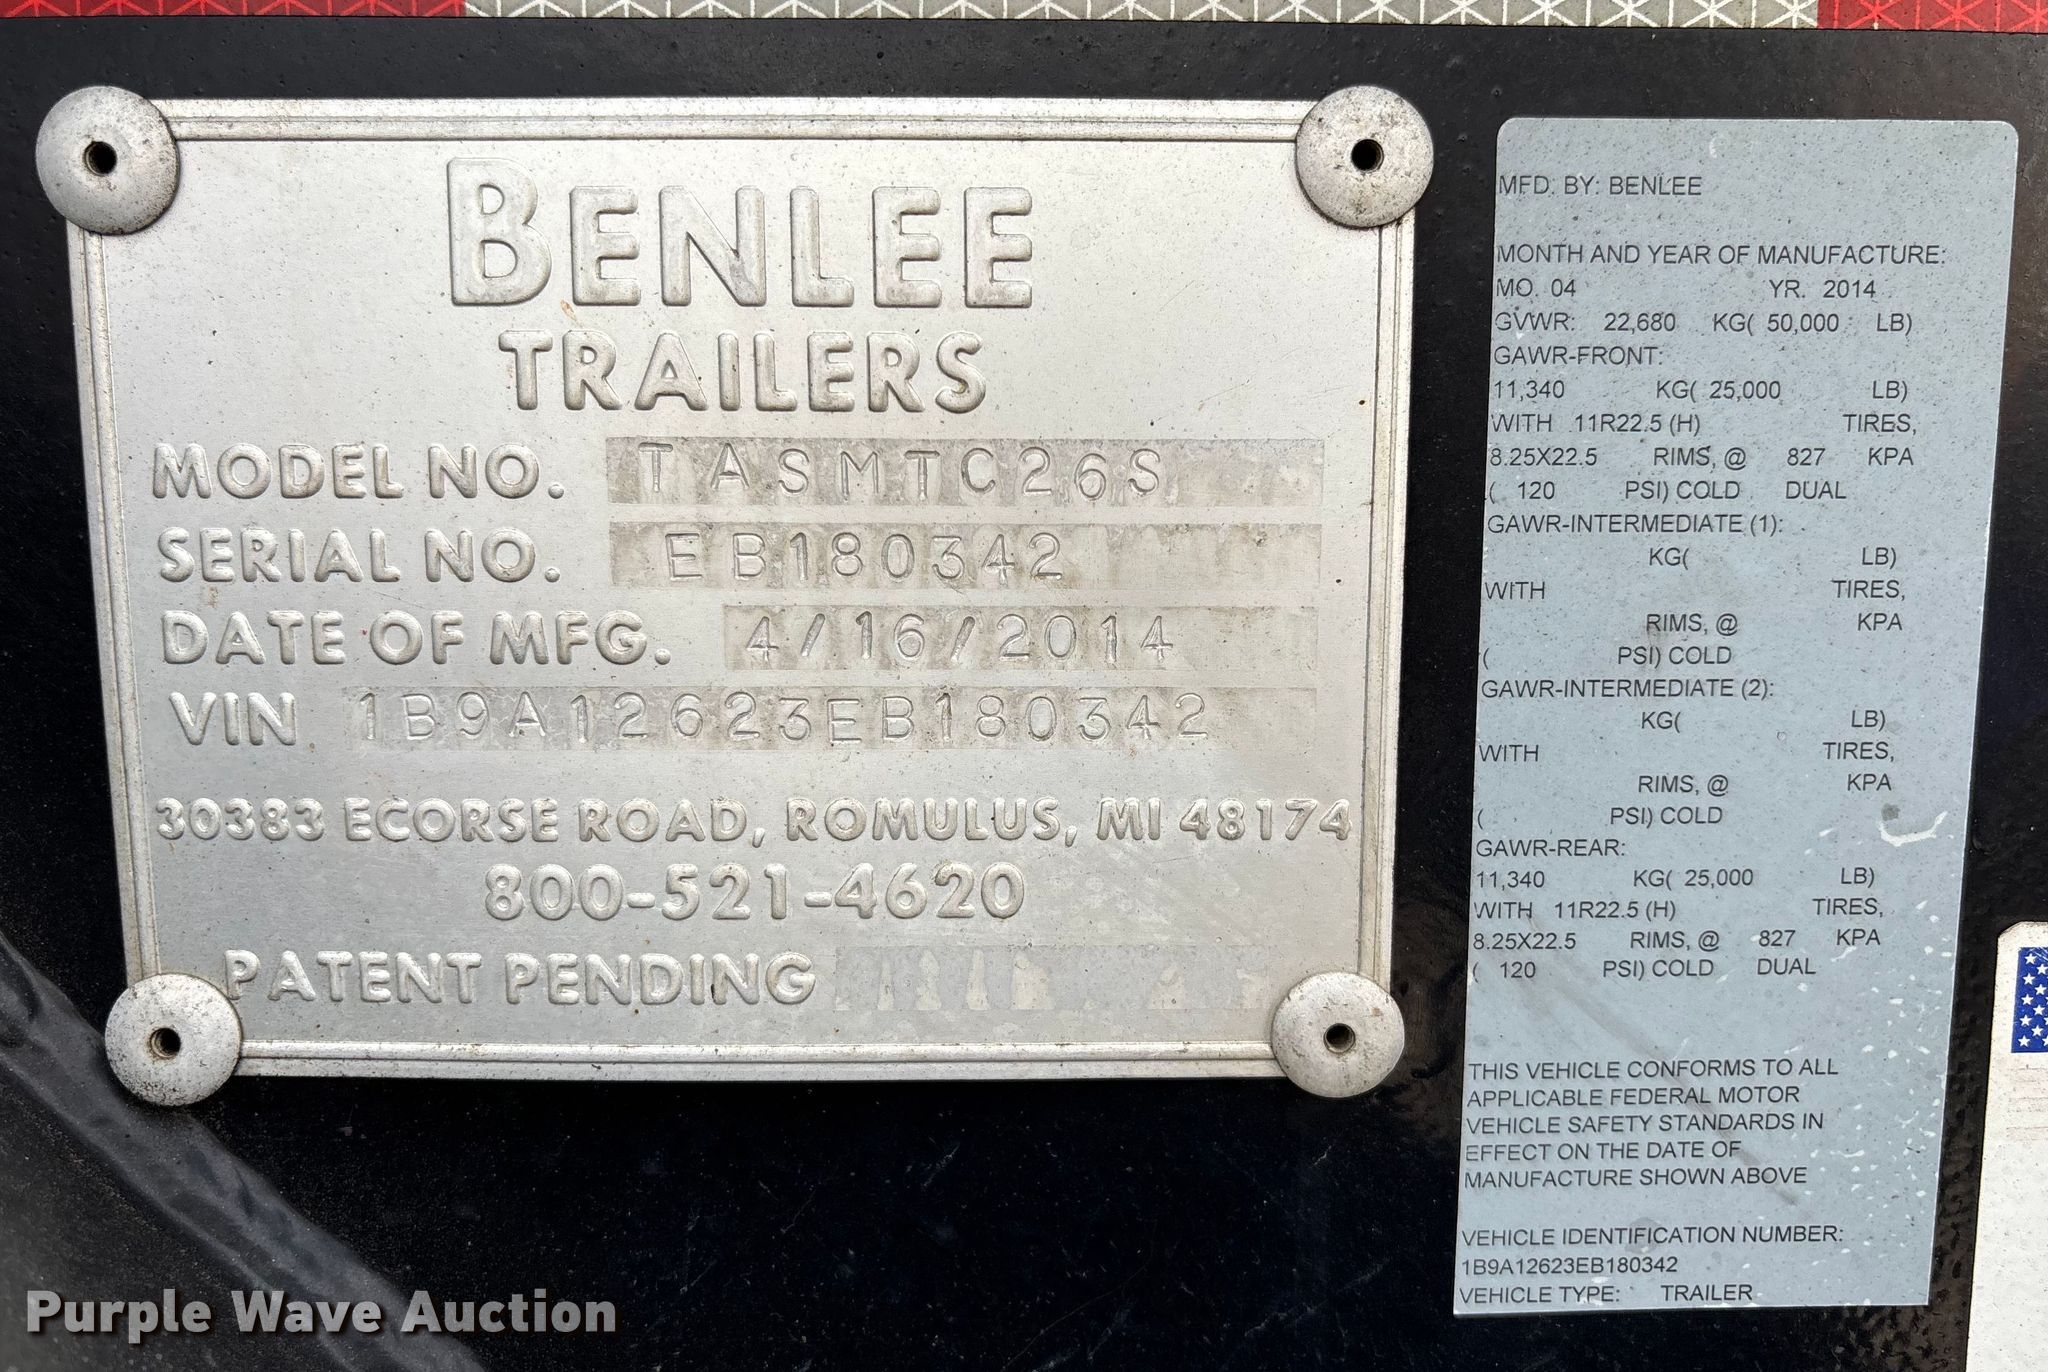 BENLEE
TRAILERS
MODEL NO. TASMTC26S
SERIAL NO. EB180342
DATE OF MFG. 4/16/2014
VIN 1B9A12623EB180342
30383 ECORSE ROAD, ROMULUS, MI 48174
800-521-4620
PATENT PENDING
MFD. BY: BENLEE
MONTH AND YEAR OF MANUFACTURE:
MO. 04 YR. 2014
GVWR: 22,680 KG( 50,000 LB)
GAWR-FRONT:
11,340 KG( 25,000 LB)
WITH 11R22.5 (H) TIRES,
8.25X22.5 RIMS, @ 827 KPA
( 120 PSI) COLD DUAL
GAWR-INTERMEDIATE (1):
KG( LB)
WITH TIRES,
RIMS, @ KPA
( PSI) COLD
GAWR-INTERMEDIATE (2):
KG( LB)
WITH TIRES,
RIMS, @ KPA
( PSI) COLD
GAWR-REAR:
11,340 KG( 25,000 LB)
WITH 11R22.5 (H) TIRES,
8.25X22.5 RIMS, @ 827 KPA
( 120 PSI) COLD DUAL
THIS VEHICLE CONFORMS TO ALL
APPLICABLE FEDERAL MOTOR
VEHICLE SAFETY STANDARDS IN
EFFECT ON THE DATE OF
MANUFACTURE SHOWN ABOVE
VEHICLE IDENTIFICATION NUMBER:
1B9A12623EB180342
VEHICLE TYPE: TRAILER
Purple Wave Auction